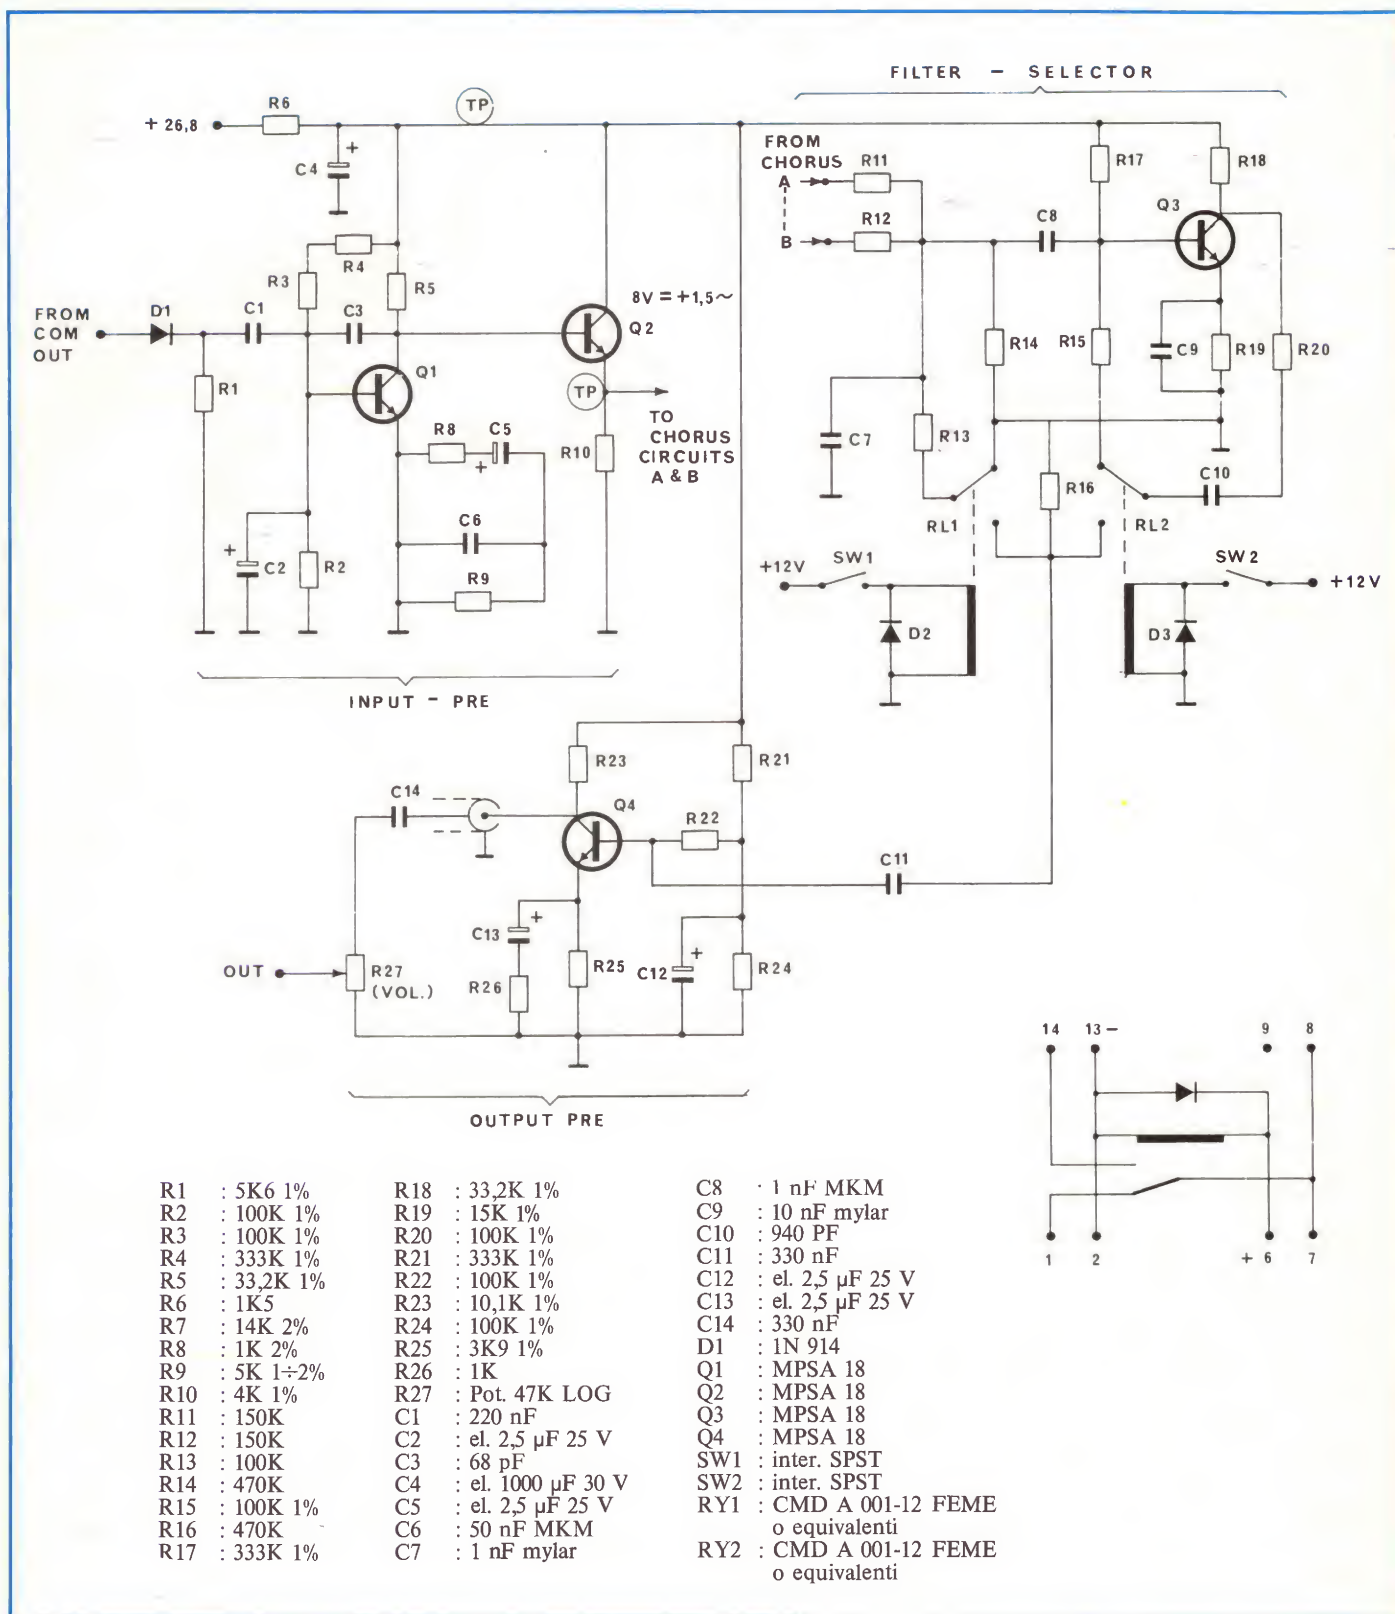 FILTER - SELECTOR
R6
TP
+ 26,8
C4
+
FROM
CHORUS
A
B
R11
R12
R17
R18
Q3
C8
R4
R3
R5
8V = +1,5~
Q2
FROM
COM
OUT
D1
C1
C3
Q1
R1
TP
TO
CHORUS
CIRCUITS
A & B
R8
C5
+
R10
C6
R9
+
C2
R2
R14
R15
C9
R19
R20
C7
R13
R16
C10
RL1
RL2
+12V
SW1
SW2
+12V
D2
D3
INPUT - PRE
R23
R21
C14
Q4
R22
C11
C13
+
R25
C12
+
R24
OUT
R27
(VOL.)
R26
OUTPUT PRE
14
13 -
9
8
1
2
+ 6
7
R1 : 5K6 1%
R2 : 100K 1%
R3 : 100K 1%
R4 : 333K 1%
R5 : 33,2K 1%
R6 : 1K5
R7 : 14K 2%
R8 : 1K 2%
R9 : 5K 1÷2%
R10 : 4K 1%
R11 : 150K
R12 : 150K
R13 : 100K
R14 : 470K
R15 : 100K 1%
R16 : 470K
R17 : 333K 1%
R18 : 33,2K 1%
R19 : 15K 1%
R20 : 100K 1%
R21 : 333K 1%
R22 : 100K 1%
R23 : 10,1K 1%
R24 : 100K 1%
R25 : 3K9 1%
R26 : 1K
R27 : Pot. 47K LOG
C1 : 220 nF
C2 : el. 2,5 µF 25 V
C3 : 68 pF
C4 : el. 1000 µF 30 V
C5 : el. 2,5 µF 25 V
C6 : 50 nF MKM
C7 : 1 nF mylar
C8 : 1 nF MKM
C9 : 10 nF mylar
C10 : 940 PF
C11 : 330 nF
C12 : el. 2,5 µF 25 V
C13 : el. 2,5 µF 25 V
C14 : 330 nF
D1 : 1N 914
Q1 : MPSA 18
Q2 : MPSA 18
Q3 : MPSA 18
Q4 : MPSA 18
SW1 : inter. SPST
SW2 : inter. SPST
RY1 : CMD A 001-12 FEME
o equivalenti
RY2 : CMD A 001-12 FEME
o equivalenti